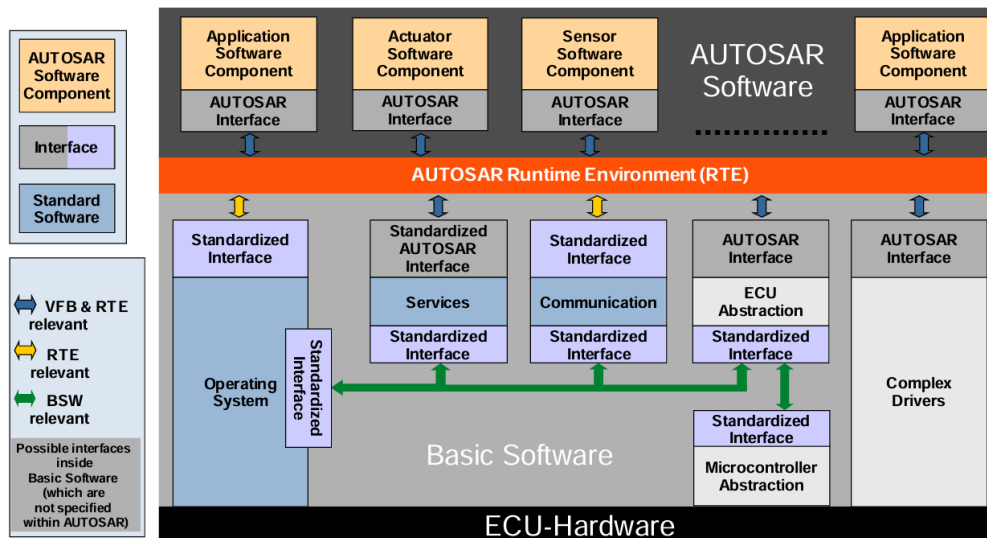 AUTOSAR
Software
Component
Interface
Standard
Software
VFB & RTE
relevant
RTE
relevant
BSW
relevant
Possible interfaces
inside
Basic Software
(which are
not specified
within AUTOSAR)
Application
Software
Component
AUTOSAR
Interface
Actuator
Software
Component
AUTOSAR
Interface
Sensor
Software
Component
AUTOSAR
Interface
AUTOSAR
Software
Application
Software
Component
AUTOSAR
Interface
AUTOSAR Runtime Environment (RTE)
Standardized
Interface
Operating
System
Standardized
Interface
Standardized
AUTOSAR
Interface
Services
Standardized
Interface
Standardized
Interface
Communication
Standardized
Interface
AUTOSAR
Interface
ECU
Abstraction
Standardized
Interface
Standardized
Interface
Microcontroller
Abstraction
AUTOSAR
Interface
Complex
Drivers
Basic Software
ECU-Hardware